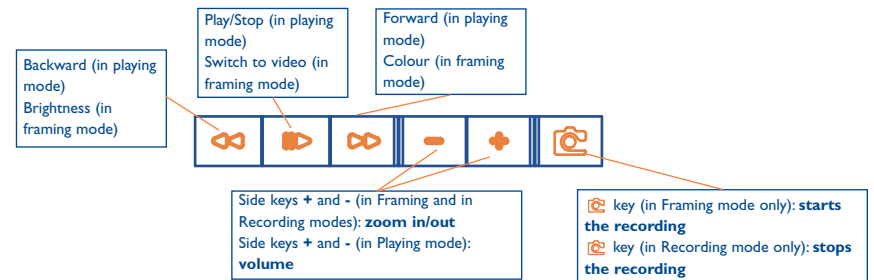 Backward (in playing
mode)
Brightness (in
framing mode)
Play/Stop (in playing
mode)
Switch to video (in
framing mode)
Forward (in playing
mode)
Colour (in framing
mode)
Side keys + and - (in Framing and in
Recording modes): zoom in/out
Side keys + and - (in Playing mode):
volume
key (in Framing mode only): starts
the recording
key (in Recording mode only): stops
the recording